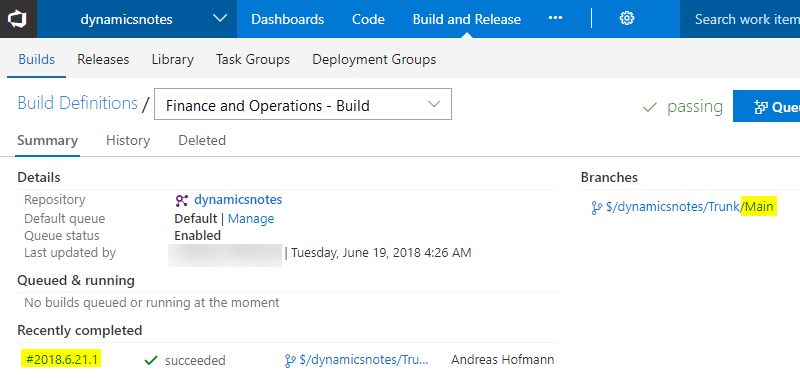 dynamicsnotes Dashboards Code Build and Release ... Search work item
Builds Releases Library Task Groups Deployment Groups
Build Definitions / Finance and Operations - Build passing Que
Summary History Deleted
Details Branches
Repository dynamicsnotes $/dynamicsnotes/Trunk/Main
Default queue Default | Manage
Queue status Enabled
Last updated by | Tuesday, June 19, 2018 4:26 AM
Queued & running
No builds queued or running at the moment
Recently completed
#2018.6.21.1 succeeded $/dynamicsnotes/Tru... Andreas Hofmann